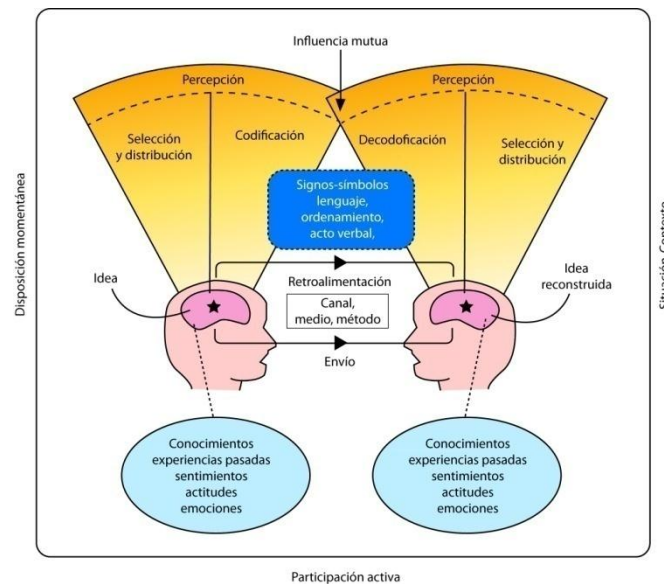 Influencia mutua
Percepción
Percepción
Selección
y distribución
Codificación
Decodoficación
Selección y
distribución
Signos-símbolos
lenguaje,
ordenamiento,
acto verbal,
Disposición momentánea
Situación-Contexto
Idea
Retroalimentación
Idea
reconstruida
Canal,
medio, método
Envío
Conocimientos
experiencias pasadas
sentimientos
actitudes
emociones
Conocimientos
experiencias pasadas
sentimientos
actitudes
emociones
Participación activa